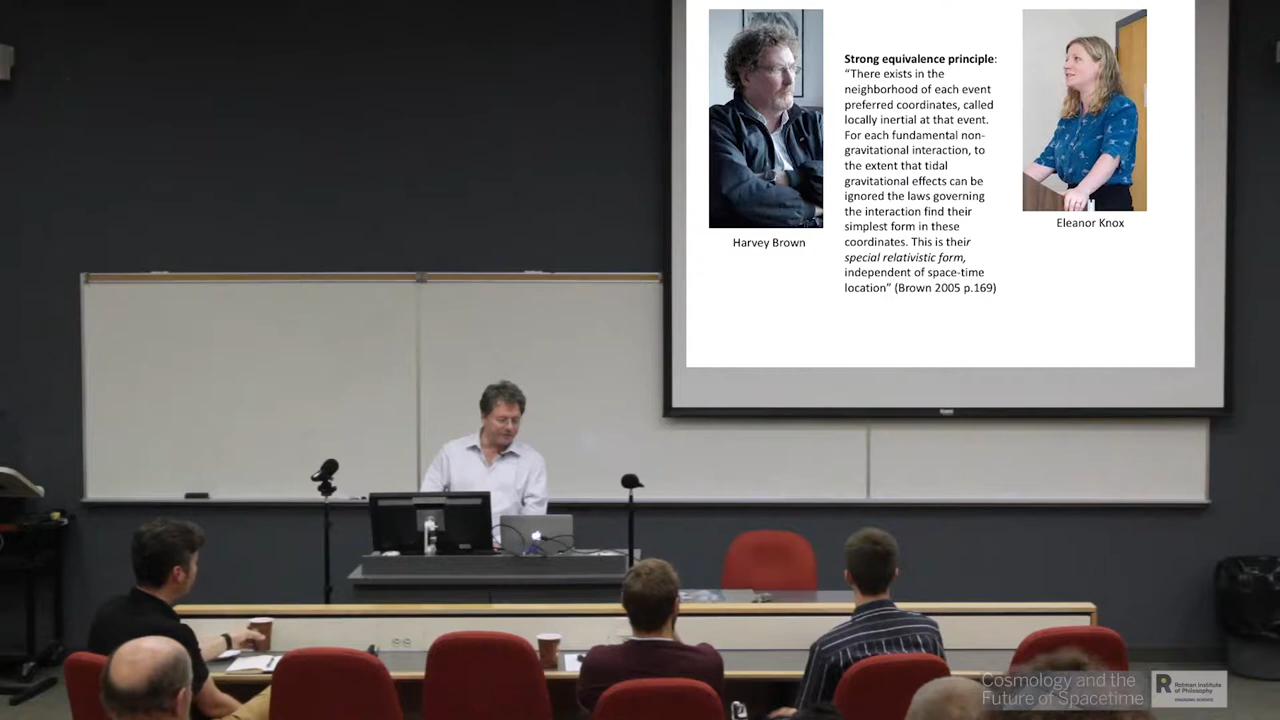 Strong equivalence principle:
“There exists in the
neighborhood of each event
preferred coordinates, called
locally inertial at that event.
For each fundamental non-
gravitational interaction, to
the extent that tidal
gravitational effects can be
ignored the laws governing
the interaction find their
simplest form in these
coordinates. This is their
special relativistic form,
independent of space-time
location” (Brown 2005 p.169)
Harvey Brown
Eleanor Knox
Cosmology and the
Future of Spacetime
R
Rotman Institute
of Philosophy
ENGAGING SCIENCE